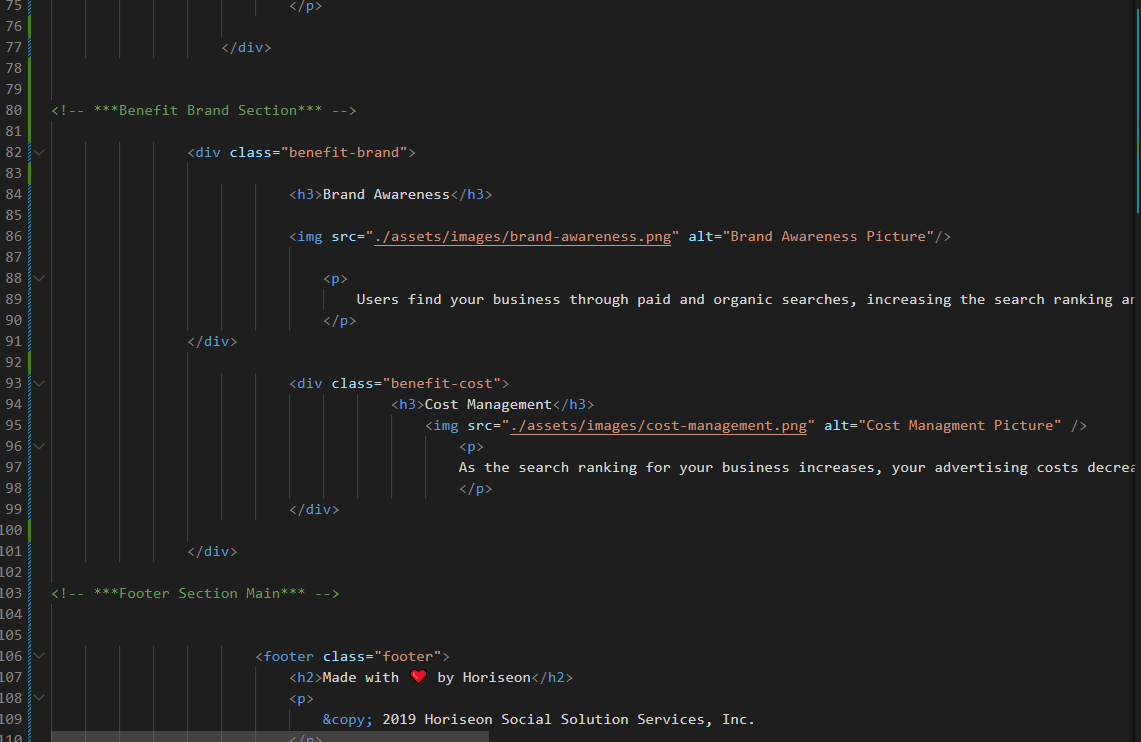 75 </p>
76
77 </div>
78
79
80 <!-- ***Benefit Brand Section*** -->
81
82 <div class="benefit-brand">
83
84 <h3>Brand Awareness</h3>
85
86 <img src="./assets/images/brand-awareness.png" alt="Brand Awareness Picture"/>
87
88 <p>
89 Users find your business through paid and organic searches, increasing the search ranking
90 </p>
91 </div>
92
93 <div class="benefit-cost">
94 <h3>Cost Management</h3>
95 <img src="./assets/images/cost-management.png" alt="Cost Managment Picture" />
96 <p>
97 As the search ranking for your business increases, your advertising costs
98 </p>
99 </div>
100
101 </div>
102
103 <!-- ***Footer Section Main*** -->
104
105
106 <footer class="footer">
107 <h2>Made with ❤️ by Horiseon</h2>
108 <p>
109 &copy; 2019 Horiseon Social Solution Services, Inc.
110 </p>